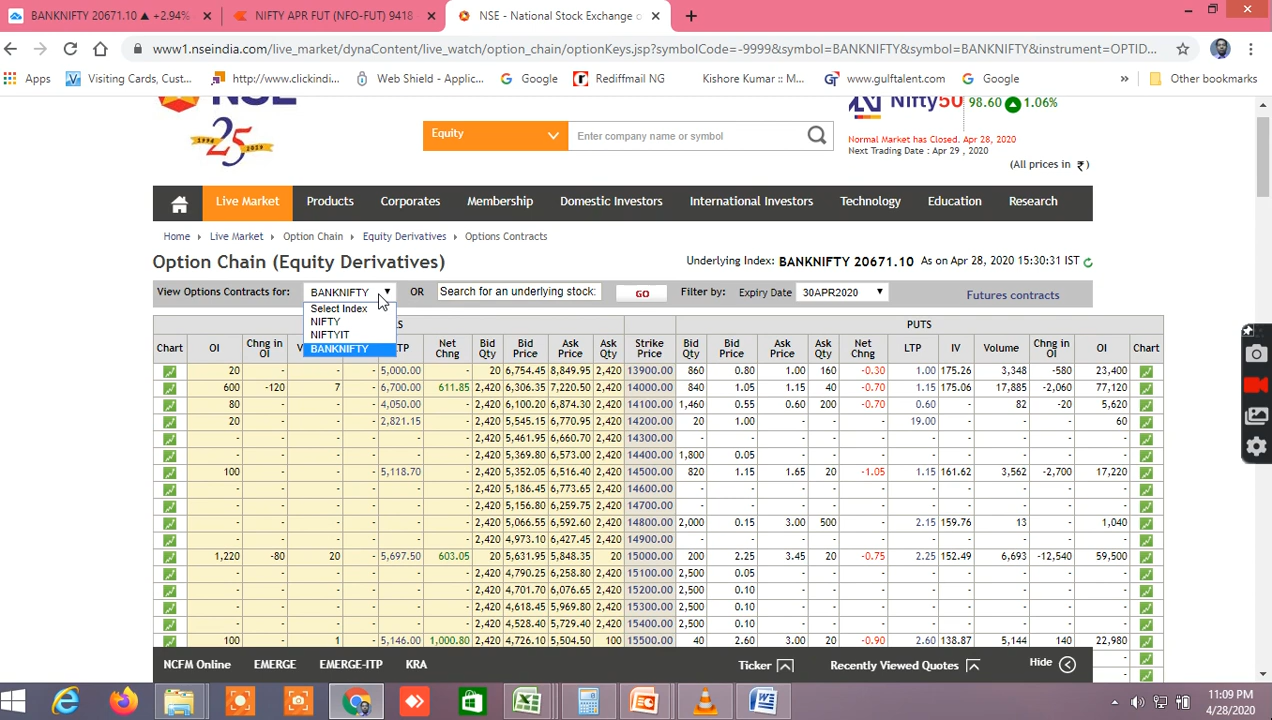 BANKNIFTY 20671.10 ▲ +2.94%
NIFTY APR FUT (NFO-FUT) 9418
NSE - National Stock Exchange o
www1.nseindia.com/live_market/dynaContent/live_watch/option_chain/optionKeys.jsp?symbolCode=-9999&symbol=BANKNIFTY&symbol=BANKNIFTY&instrument=OPTID...
Apps Visiting Cards, Cust... http://www.clickindi... Web Shield - Applic... Google Rediffmail NG Kishore Kumar :: M... www.gulftalent.com Google » Other bookmarks
NSE
25
Nifty50 98.60 1.06%
Equity
Enter company name or symbol
Normal Market has Closed. Apr 28, 2020
Next Trading Date : Apr 29 , 2020
(All prices in ₹)
Live Market Products Corporates Membership Domestic Investors International Investors Technology Education Research
Home Live Market Option Chain Equity Derivatives Options Contracts
Option Chain (Equity Derivatives)
Underlying Index: BANKNIFTY 20671.10 As on Apr 28, 2020 15:30:31 IST
View Options Contracts for: BANKNIFTY OR Search for an underlying stock: GO Filter by: Expiry Date 30APR2020 Futures contracts
Select Index
NIFTY
NIFTYIT
BANKNIFTY
PUTS
Chart OI Chng in OI LTP Net Chng Bid Qty Bid Price Ask Price Ask Qty Strike Price Bid Qty Bid Price Ask Price Ask Qty Net Chng LTP IV Volume Chng in OI OI Chart
20 - - - 5,000.00 - 20 6,754.45 8,849.95 2,420 13900.00 860 0.80 1.00 160 -0.30 1.00 175.26 3,348 -580 23,400
600 -120 7 - 6,700.00 611.85 2,420 6,306.35 7,220.50 2,420 14000.00 840 1.05 1.15 40 -0.70 1.15 175.06 17,885 -2,060 77,120
80 - - - 4,050.00 - 2,420 6,100.20 6,874.30 2,420 14100.00 1,460 0.55 0.60 200 -0.70 0.60 - 82 -20 5,620
20 - - - 2,821.15 - 2,420 5,545.15 6,770.95 2,420 14200.00 20 1.00 - - - 19.00 - - - 60
- - - - - - 2,420 5,461.95 6,660.70 2,420 14300.00 - - - - - - - - - -
- - - - - - 2,420 5,369.80 6,573.00 2,420 14400.00 1,800 0.05 - - - - - - - -
100 - - - 5,118.70 - 2,420 5,352.05 6,516.40 2,420 14500.00 820 1.15 1.65 20 -1.05 1.15 161.62 3,562 -2,700 17,220
- - - - - - 2,420 5,186.45 6,773.65 2,420 14600.00 - - - - - - - - - -
- - - - - - 2,420 5,156.80 6,259.75 2,420 14700.00 - - - - - - - - - -
- - - - - - 2,420 5,066.55 6,592.60 2,420 14800.00 2,000 0.15 3.00 500 - 2.15 159.76 13 - 1,040
- - - - - - 2,420 4,973.10 6,427.45 2,420 14900.00 - - - - - - - - - -
1,220 -80 20 - 5,697.50 603.05 20 5,631.95 5,848.35 20 15000.00 200 2.25 3.45 20 -0.75 2.25 152.49 6,693 -12,540 59,500
- - - - - - 2,420 4,790.25 6,258.80 2,420 15100.00 2,500 0.05 - - - - - - - -
- - - - - - 2,420 4,701.70 6,076.65 2,420 15200.00 2,500 0.10 - - - - - - - -
- - - - - - 2,420 4,618.45 5,969.80 2,420 15300.00 2,500 0.10 - - - - - - - -
- - - - - - 2,420 4,528.70 5,729.40 2,420 15400.00 2,500 0.10 - - - - - - - -
100 - 1 - 5,146.00 1,000.80 2,420 4,726.10 5,504.50 100 15500.00 40 2.60 3.00 20 -0.90 2.60 138.87 5,144 140 22,980
NCFM Online EMERGE EMERGE-ITP KRA Ticker Recently Viewed Quotes Hide
11:09 PM
4/28/2020